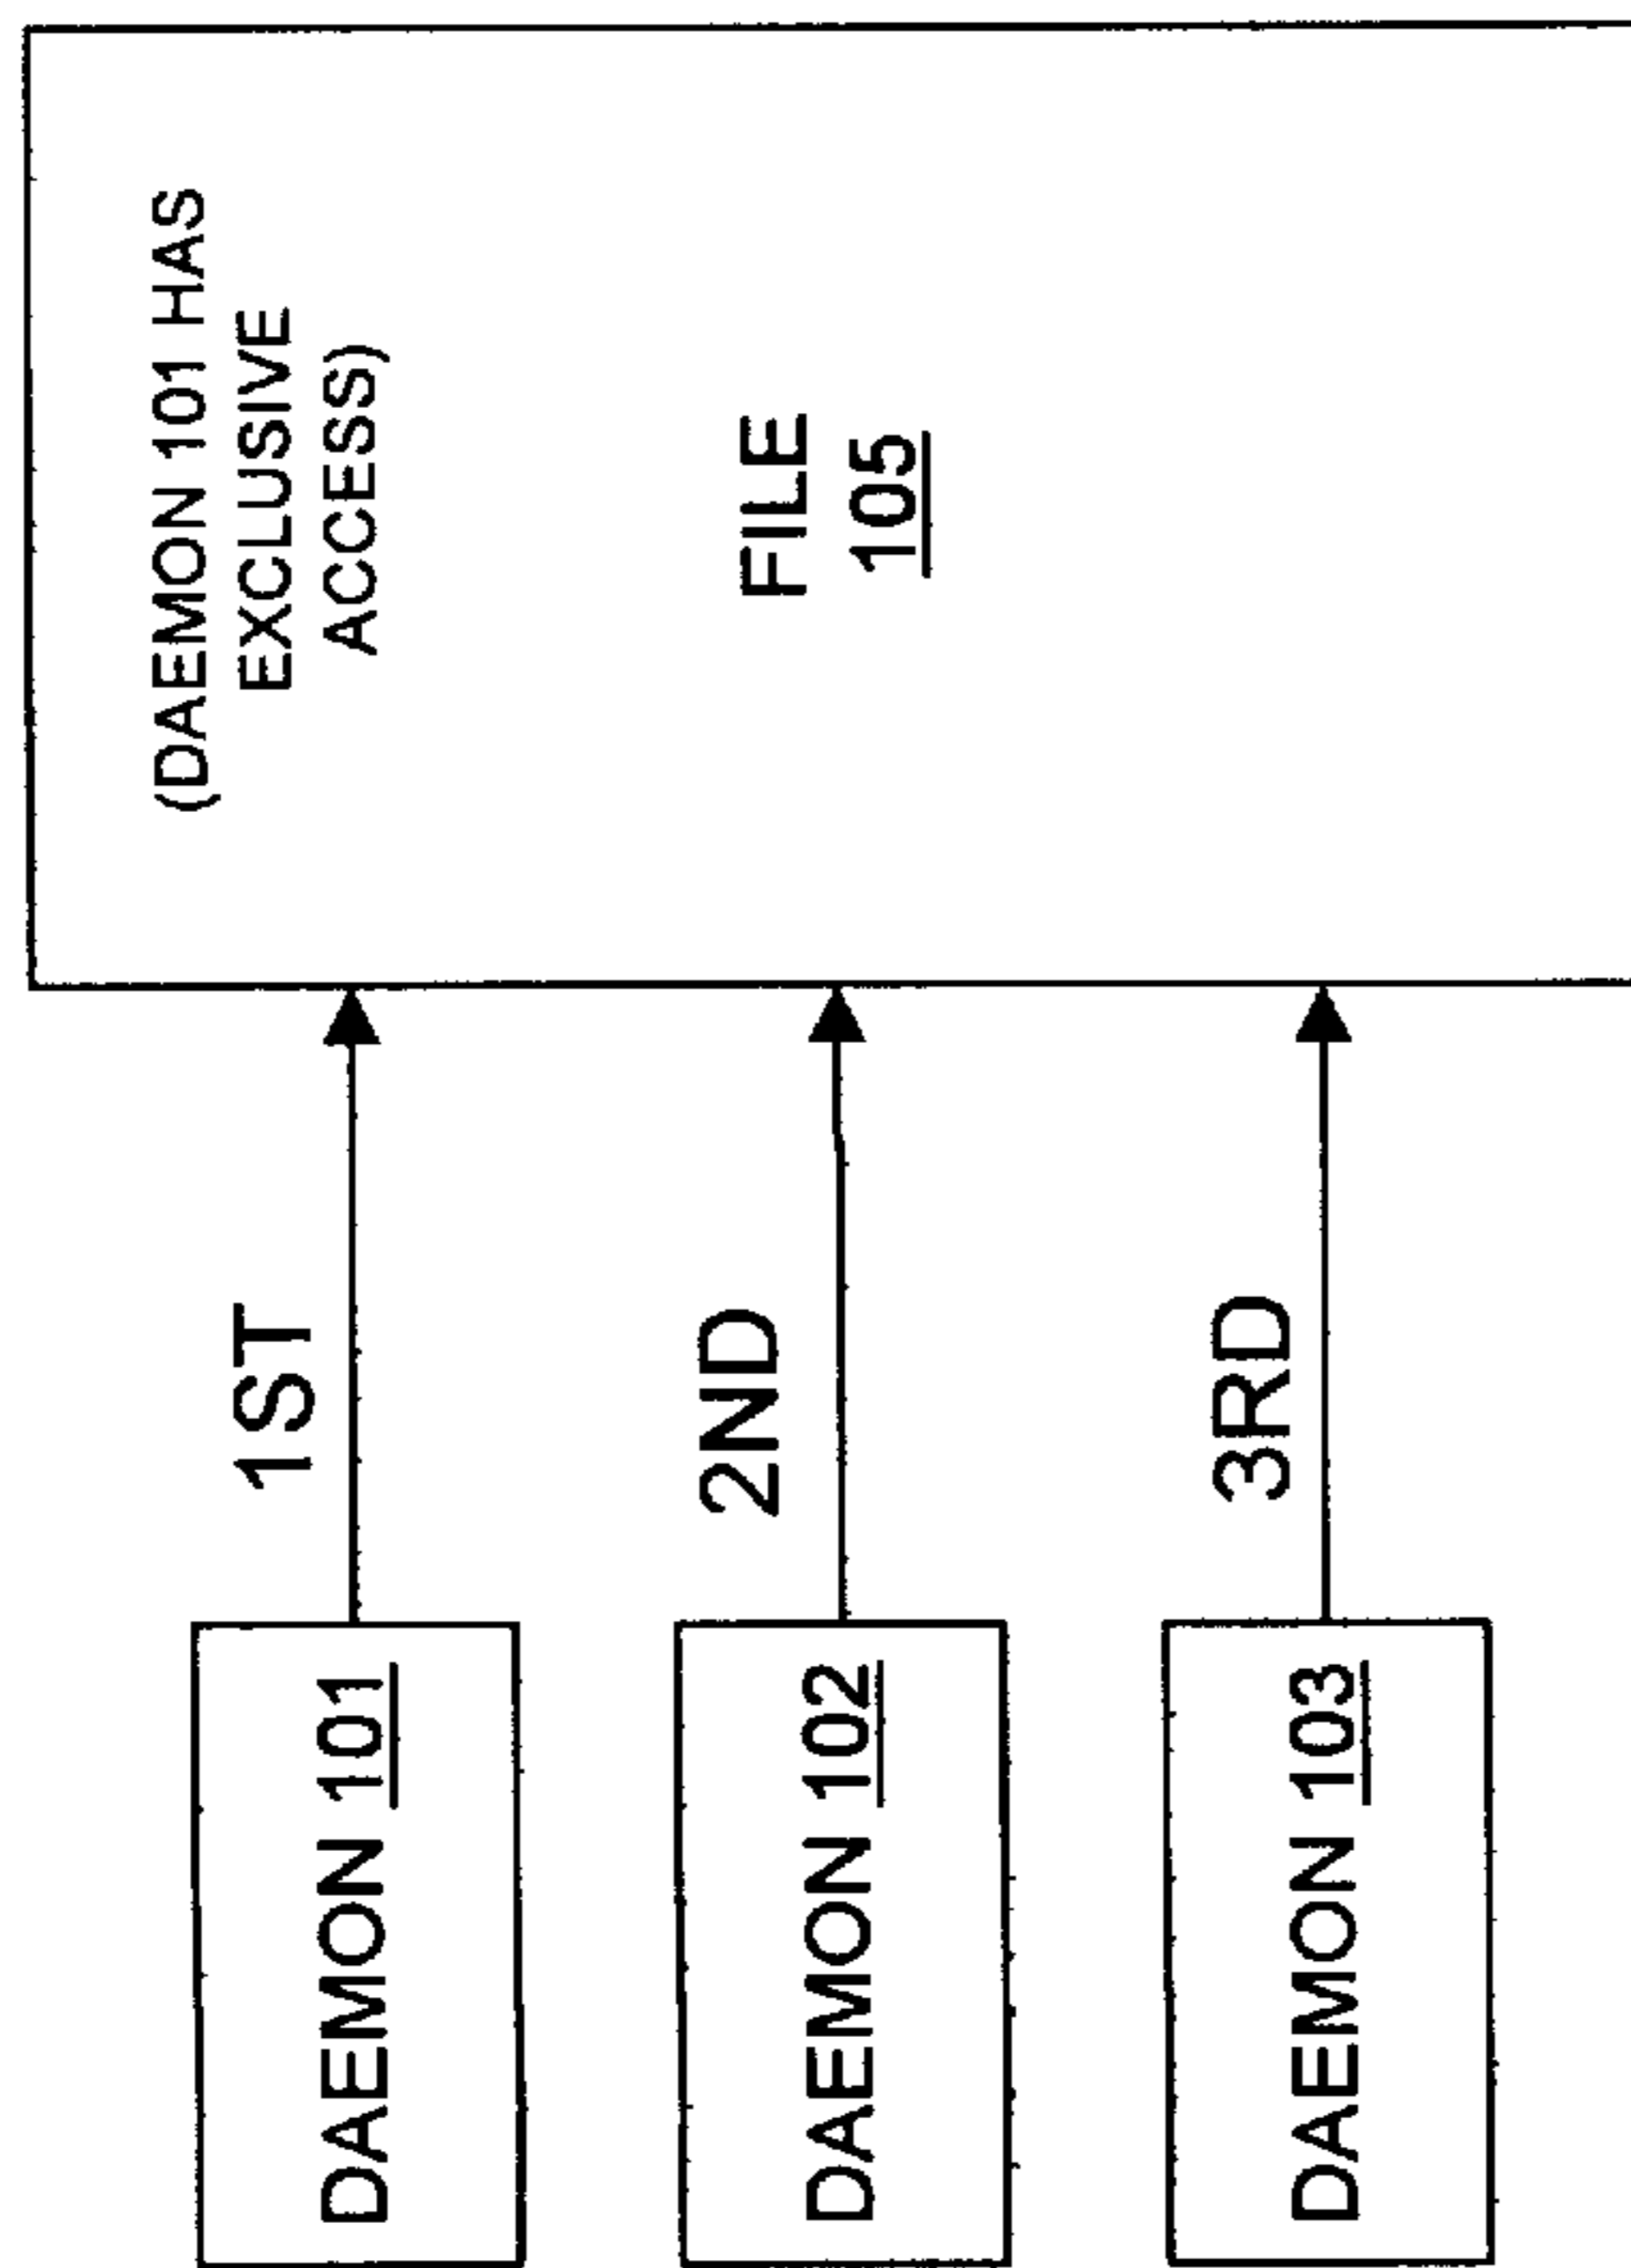 DAEMON 101
1ST
(DAEMON 101 HAS
EXCLUSIVE
ACCESS)
DAEMON 102
2ND
FILE
105
DAEMON 103
3RD